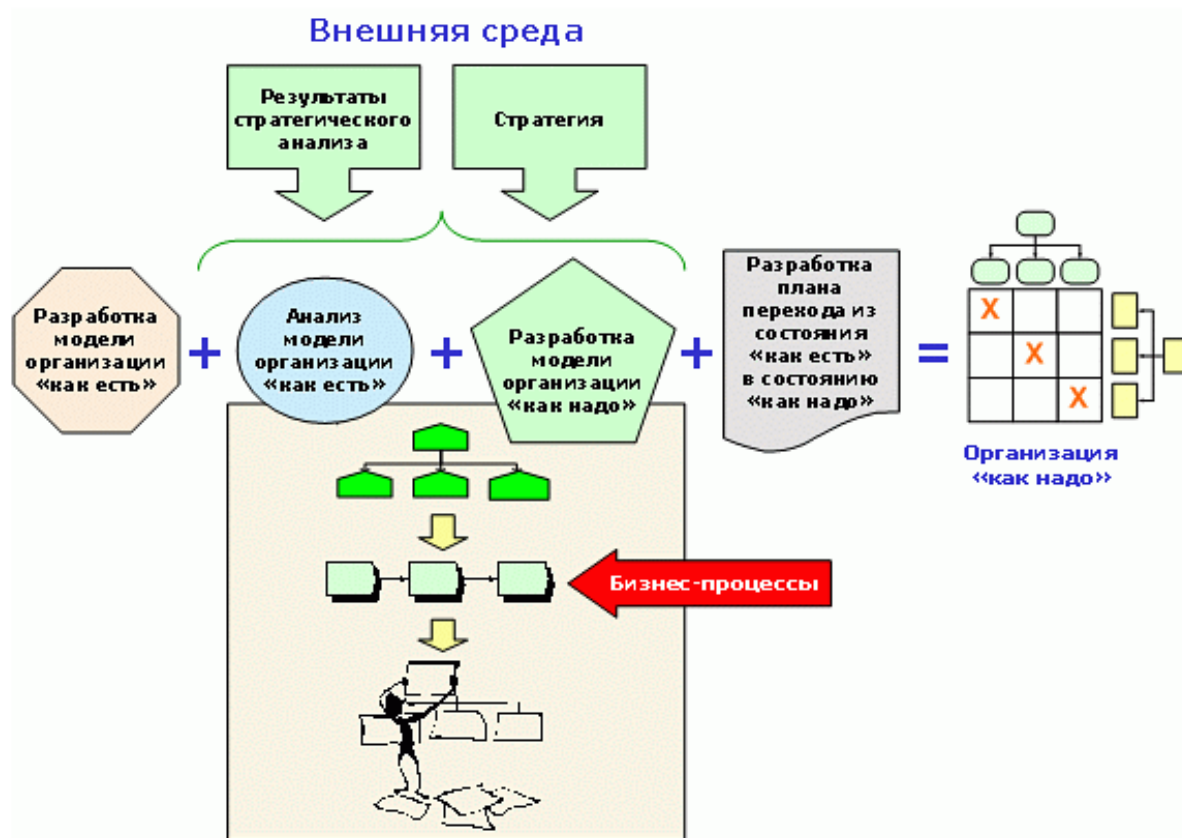 Внешняя среда
Результаты
стратегического
анализа
Стратегия
Разработка
модели
организации
«как есть»
+
Анализ
модели
организации
«как есть»
+
Разработка
модели
организации
«как надо»
+
Разработка
плана
перехода из
состояния
«как есть»
в состоянию
«как надо»
=
X
X
X
Организация
«как надо»
Бизнес-процессы